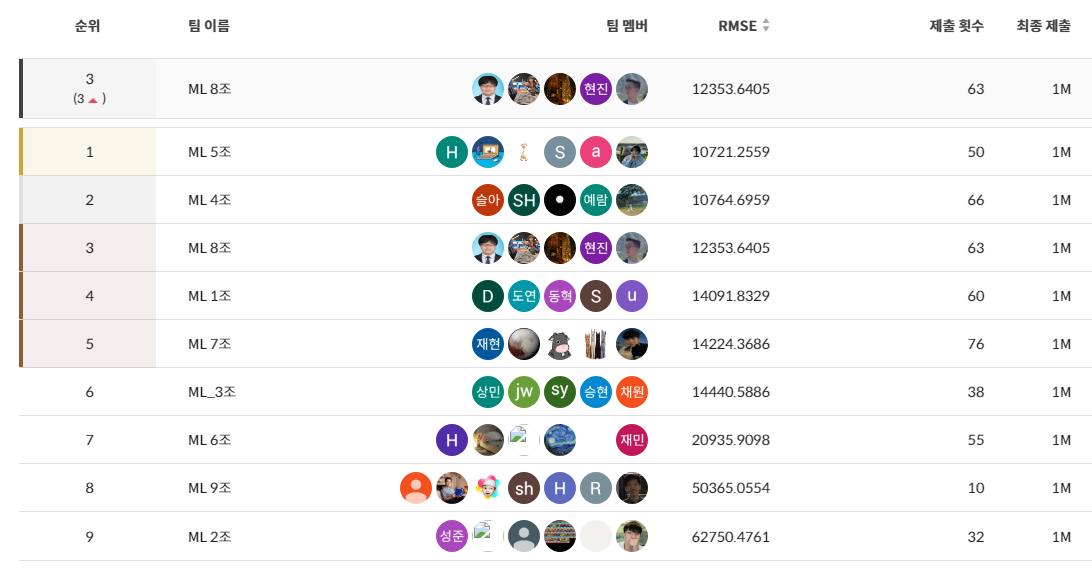 순위 팀 이름 팀 멤버 RMSE 제출 횟수 최종 제출
3 (3 ▲ ) ML 8조 현진 12353.6405 63 1M
1 ML 5조 H S a 10721.2559 50 1M
2 ML 4조 슬아 SH 예람 10764.6959 66 1M
3 ML 8조 현진 12353.6405 63 1M
4 ML 1조 D 도연 동혁 S u 14091.8329 60 1M
5 ML 7조 재현 14224.3686 76 1M
6 ML_3조 상민 jw sy 승현 채원 14440.5886 38 1M
7 ML 6조 H 재민 20935.9098 55 1M
8 ML 9조 sh H R 50365.0554 10 1M
9 ML 2조 성준 62750.4761 32 1M